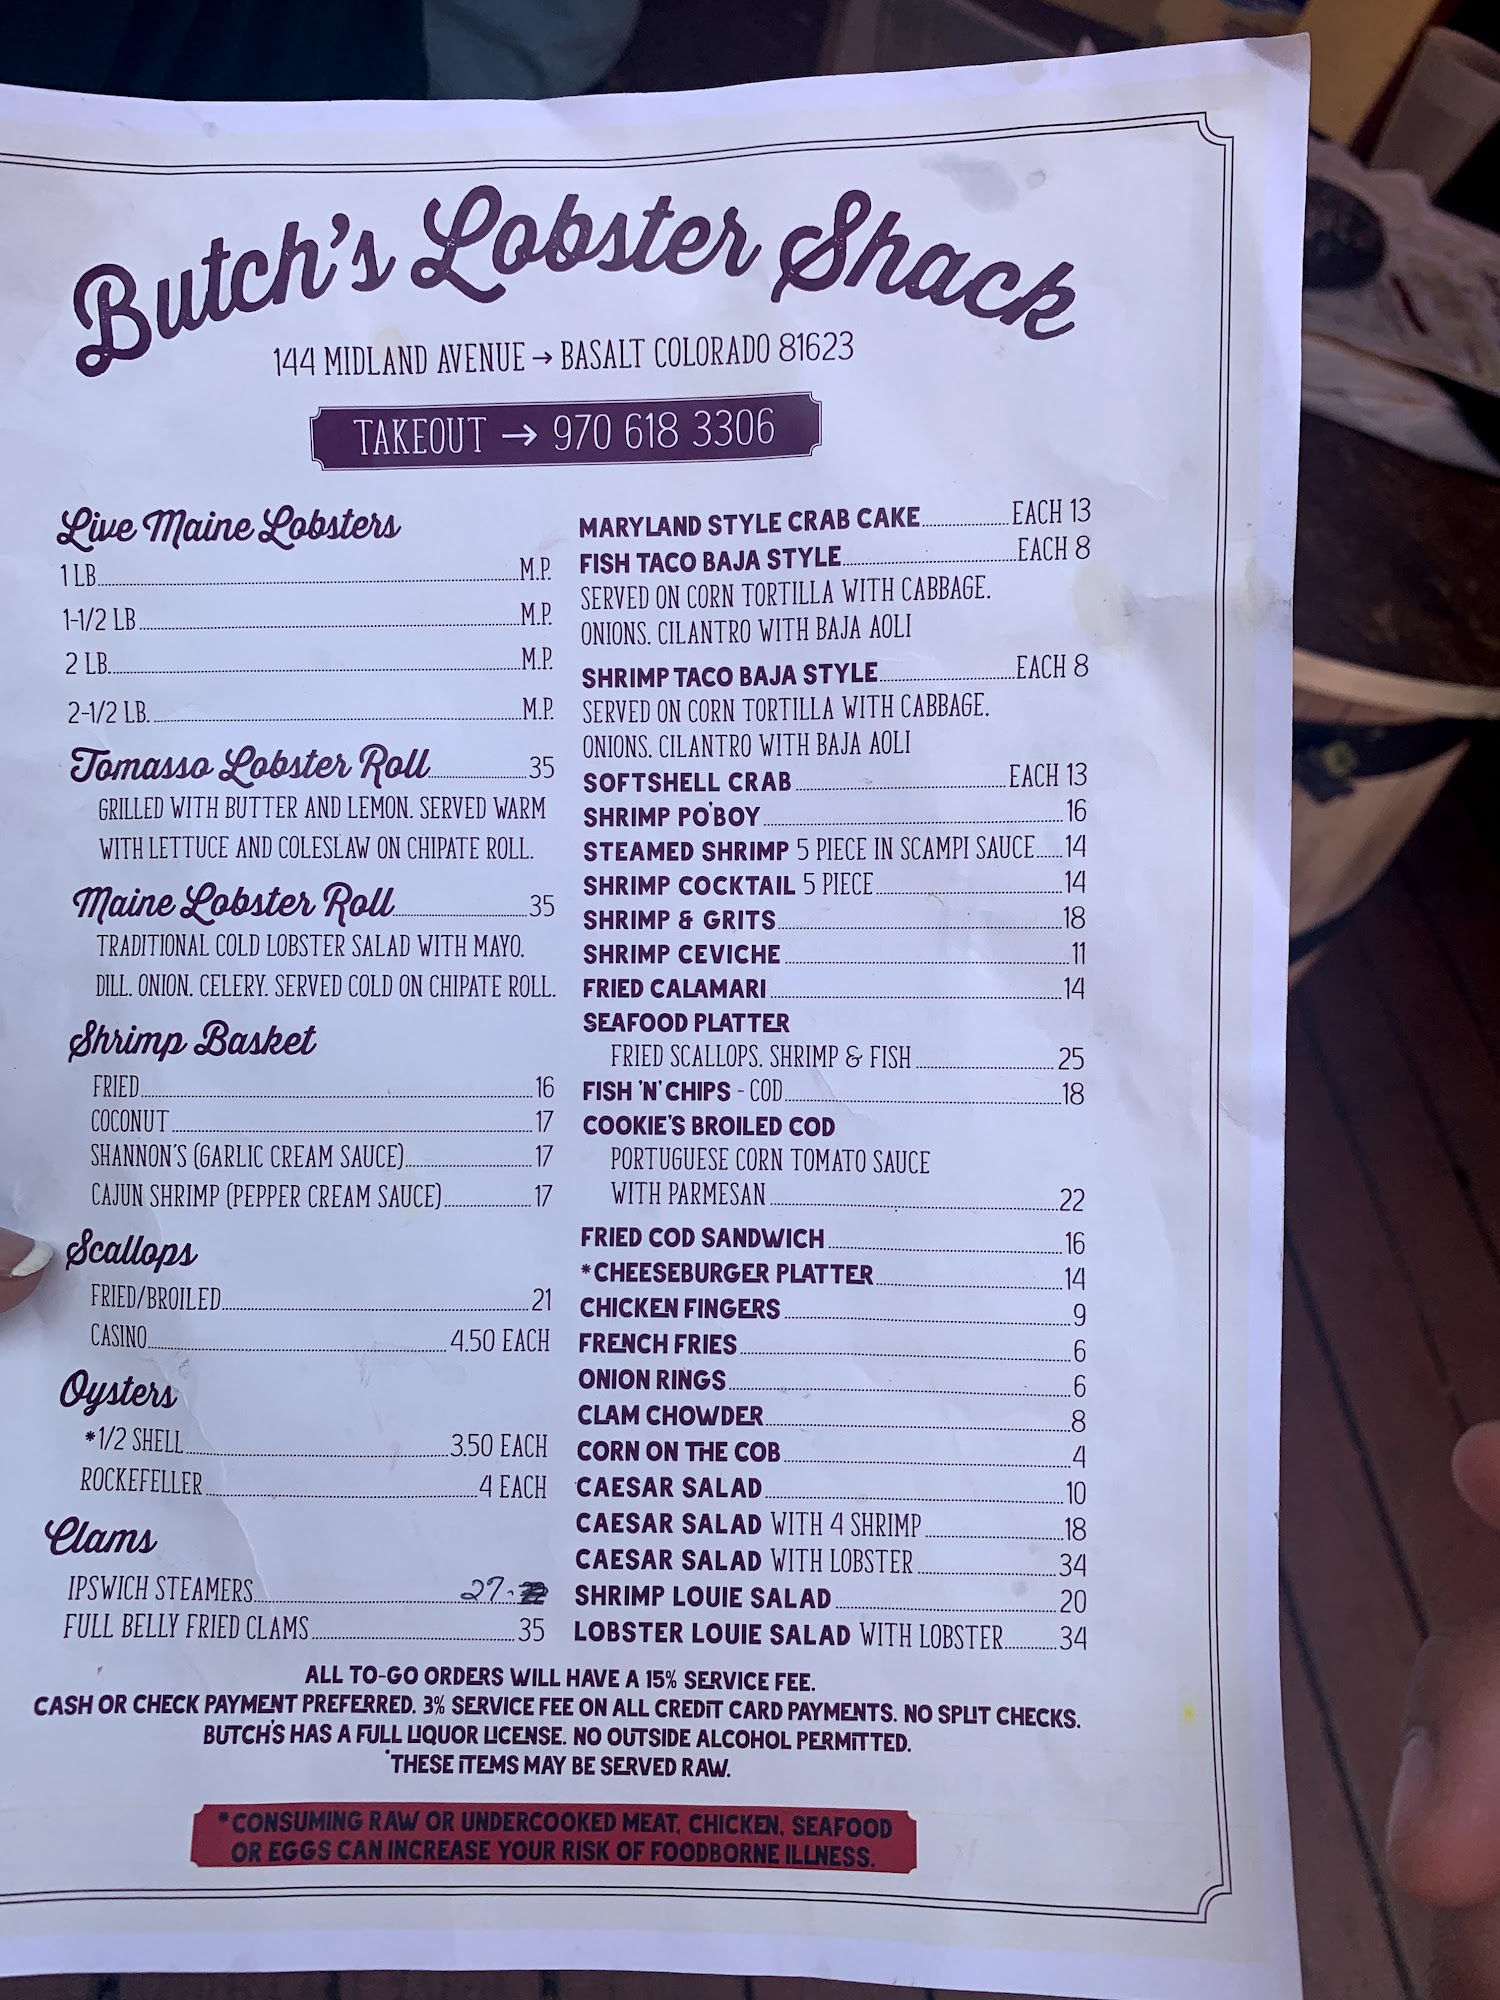 Butch's Lobster Shack
144 MIDLAND AVENUE → BASALT COLORADO 81623
TAKEOUT → 970 618 3306
Live Maine Lobsters
1 LB. M.P.
1-1/2 LB M.P.
2 LB. M.P.
2-1/2 LB. M.P.
Tomasso Lobster Roll 35
GRILLED WITH BUTTER AND LEMON. SERVED WARM
WITH LETTUCE AND COLESLAW ON CHIPATE ROLL.
Maine Lobster Roll 35
TRADITIONAL COLD LOBSTER SALAD WITH MAYO.
DILL. ONION. CELERY. SERVED COLD ON CHIPATE ROLL.
Shrimp Basket
FRIED 16
COCONUT 17
SHANNON'S (GARLIC CREAM SAUCE) 17
CAJUN SHRIMP (PEPPER CREAM SAUCE) 17
Scallops
FRIED/BROILED 21
CASINO 4.50 EACH
Oysters
*1/2 SHELL 3.50 EACH
ROCKEFELLER 4 EACH
Clams
IPSWICH STEAMERS 27.
FULL BELLY FRIED CLAMS 35
MARYLAND STYLE CRAB CAKE EACH 13
FISH TACO BAJA STYLE EACH 8
SERVED ON CORN TORTILLA WITH CABBAGE.
ONIONS. CILANTRO WITH BAJA AOLI
SHRIMP TACO BAJA STYLE EACH 8
SERVED ON CORN TORTILLA WITH CABBAGE.
ONIONS. CILANTRO WITH BAJA AOLI
SOFTSHELL CRAB EACH 13
SHRIMP PO'BOY 16
STEAMED SHRIMP 5 PIECE IN SCAMPI SAUCE 14
SHRIMP COCKTAIL 5 PIECE 14
SHRIMP & GRITS 18
SHRIMP CEVICHE 11
FRIED CALAMARI 14
SEAFOOD PLATTER
FRIED SCALLOPS. SHRIMP & FISH 25
FISH 'N' CHIPS - COD 18
COOKIE'S BROILED COD
PORTUGUESE CORN TOMATO SAUCE
WITH PARMESAN 22
FRIED COD SANDWICH 16
*CHEESEBURGER PLATTER 14
CHICKEN FINGERS 9
FRENCH FRIES 6
ONION RINGS 6
CLAM CHOWDER 8
CORN ON THE COB 4
CAESAR SALAD 10
CAESAR SALAD WITH 4 SHRIMP 18
CAESAR SALAD WITH LOBSTER 34
SHRIMP LOUIE SALAD 20
LOBSTER LOUIE SALAD WITH LOBSTER 34
ALL TO-GO ORDERS WILL HAVE A 15% SERVICE FEE.
CASH OR CHECK PAYMENT PREFERRED. 3% SERVICE FEE ON ALL CREDIT CARD PAYMENTS. NO SPLIT CHECKS.
BUTCH'S HAS A FULL LIQUOR LICENSE. NO OUTSIDE ALCOHOL PERMITTED.
*THESE ITEMS MAY BE SERVED RAW.
*CONSUMING RAW OR UNDERCOOKED MEAT, CHICKEN, SEAFOOD
OR EGGS CAN INCREASE YOUR RISK OF FOODBORNE ILLNESS.